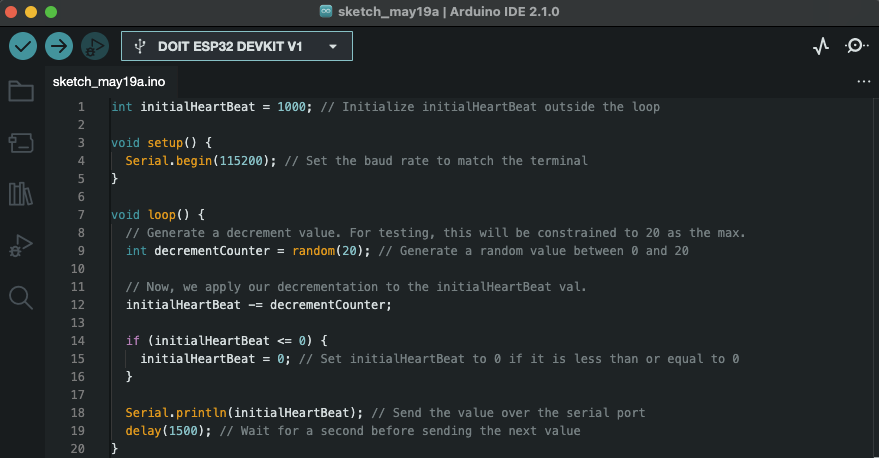 sketch_may19a | Arduino IDE 2.1.0
DOIT ESP32 DEVKIT V1
sketch_may19a.ino
1 int initialHeartBeat = 1000; // Initialize initialHeartBeat outside the loop
2
3 void setup() {
4   Serial.begin(115200); // Set the baud rate to match the terminal
5 }
6
7 void loop() {
8   // Generate a decrement value. For testing, this will be constrained to 20 as the max.
9   int decrementCounter = random(20); // Generate a random value between 0 and 20
10
11   // Now, we apply our decrementation to the initialHeartBeat val.
12   initialHeartBeat -= decrementCounter;
13
14   if (initialHeartBeat <= 0) {
15     initialHeartBeat = 0; // Set initialHeartBeat to 0 if it is less than or equal to 0
16   }
17
18   Serial.println(initialHeartBeat); // Send the value over the serial port
19   delay(1500); // Wait for a second before sending the next value
20 }